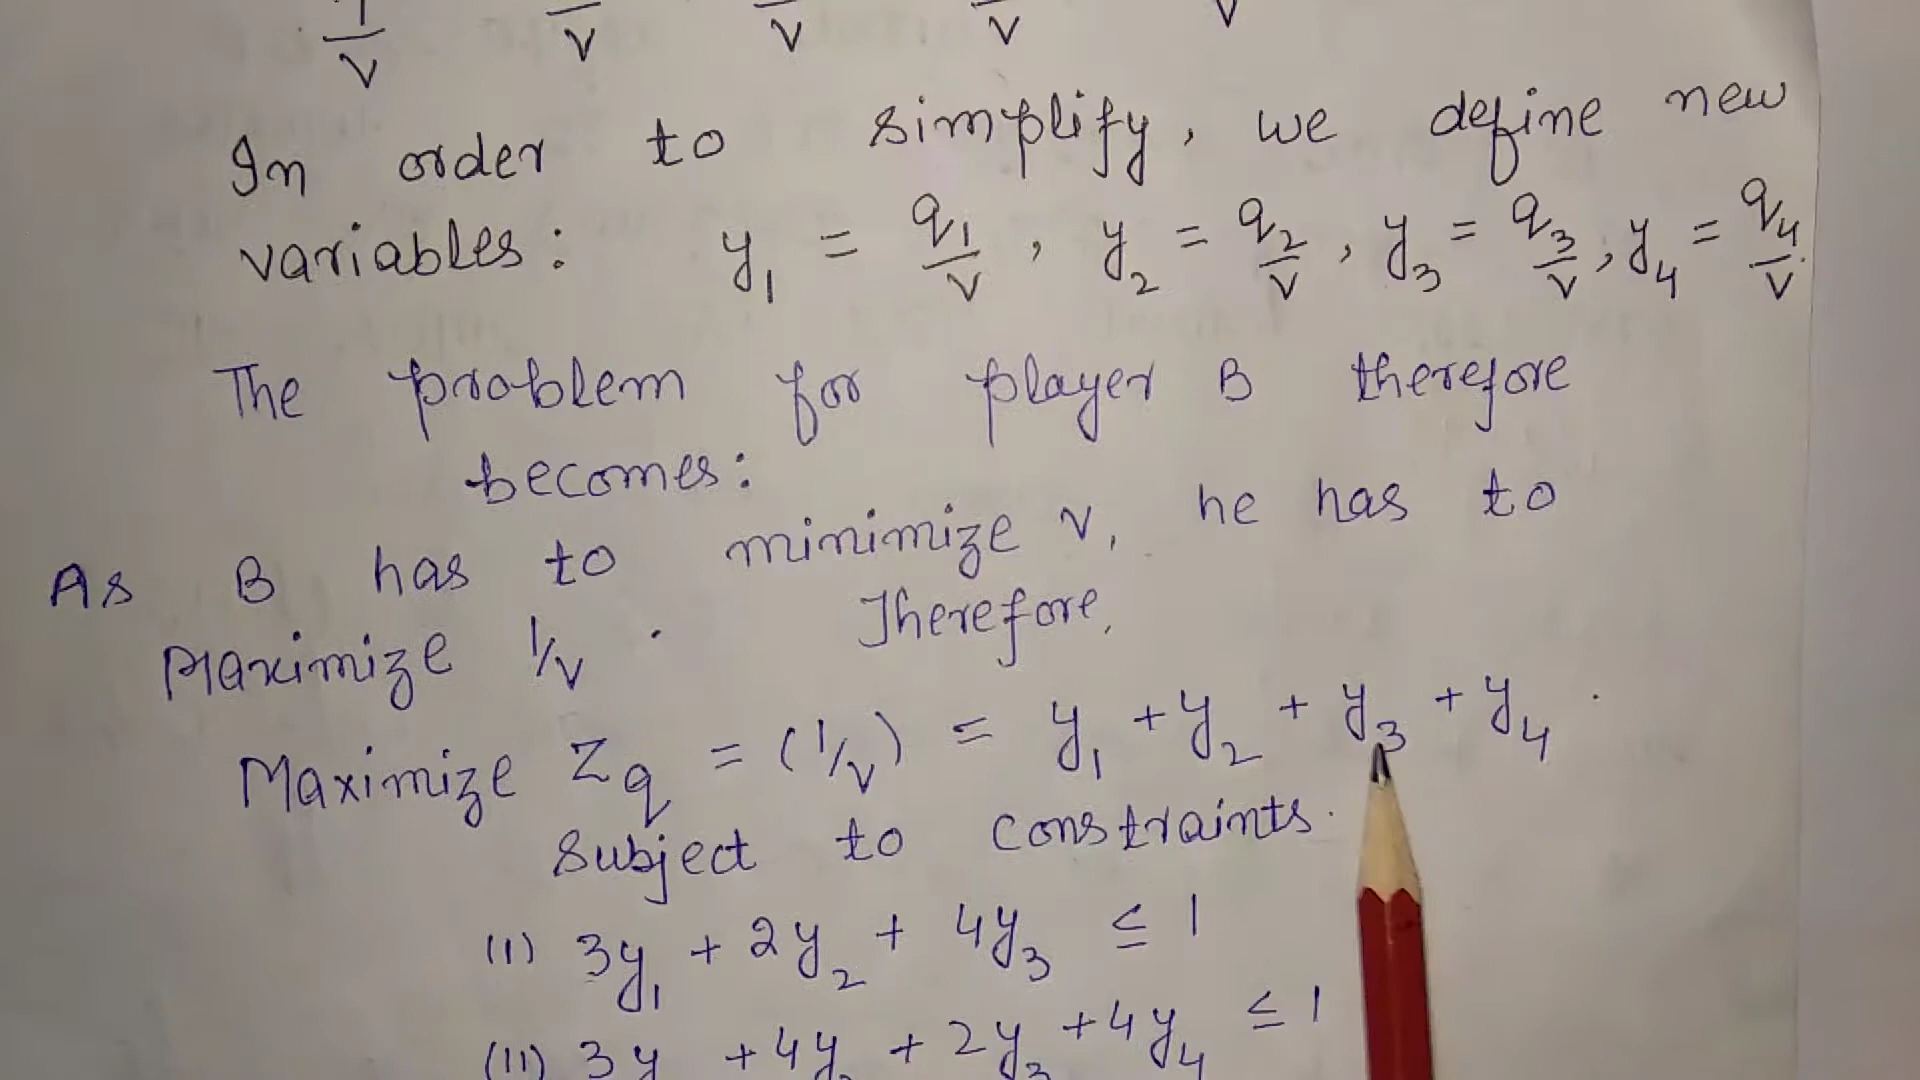 1/v /v /v /v v
In order to simplify, we define new
variables: y₁ = q₁/v, y₂ = q₂/v, y₃ = q₃/v, y₄ = q₄/v.
The problem for player B therefore
becomes:
As B has to minimize v, he has to
Maximize 1/v. Therefore,
Maximize Zq = (1/v) = y₁ + y₂ + y₃ + y₄.
Subject to constraints.
(I) 3y₁ + 2y₂ + 4y₃ ≤ 1
(II) 3y + 4y₂ + 2y₃ + 4y₄ ≤ 1